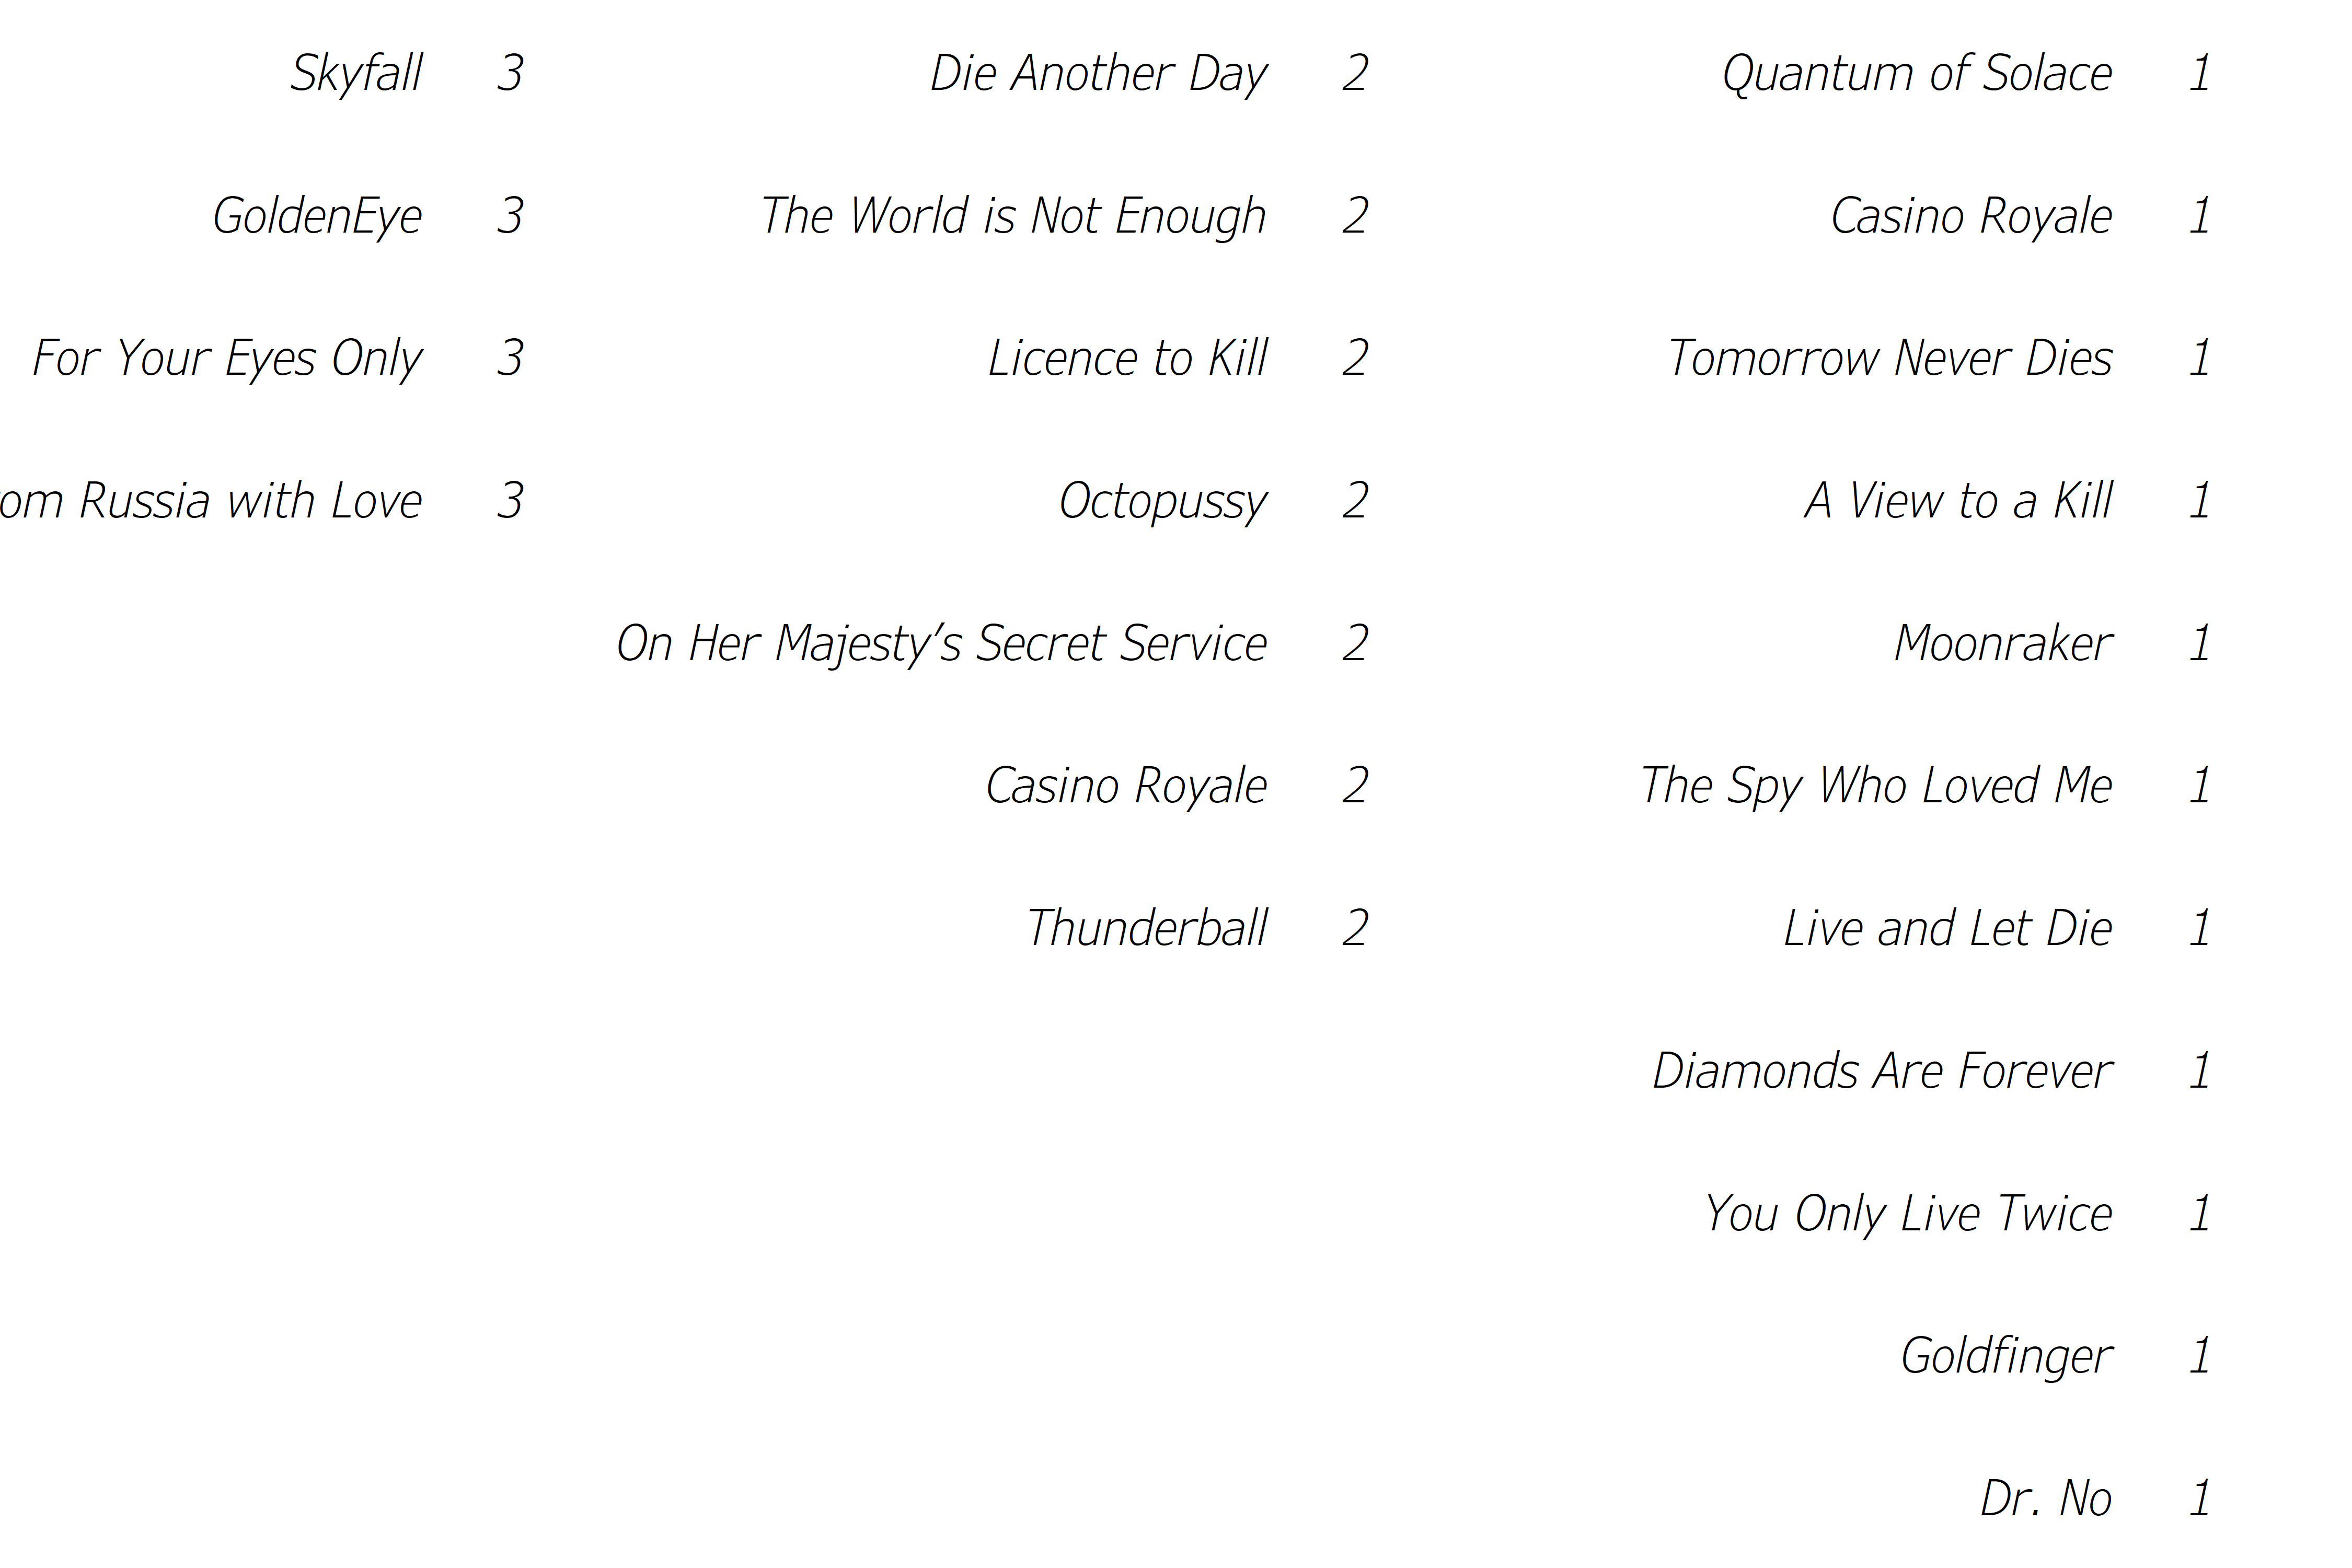 Skyfall 3 Die Another Day 2 Quantum of Solace 1
GoldenEye 3 The World is Not Enough 2 Casino Royale 1
For Your Eyes Only 3 Licence to Kill 2 Tomorrow Never Dies 1
om Russia with Love 3 Octopussy 2 A View to a Kill 1
On Her Majesty's Secret Service 2 Moonraker 1
Casino Royale 2 The Spy Who Loved Me 1
Thunderball 2 Live and Let Die 1
Diamonds Are Forever 1
You Only Live Twice 1
Goldfinger 1
Dr. No 1